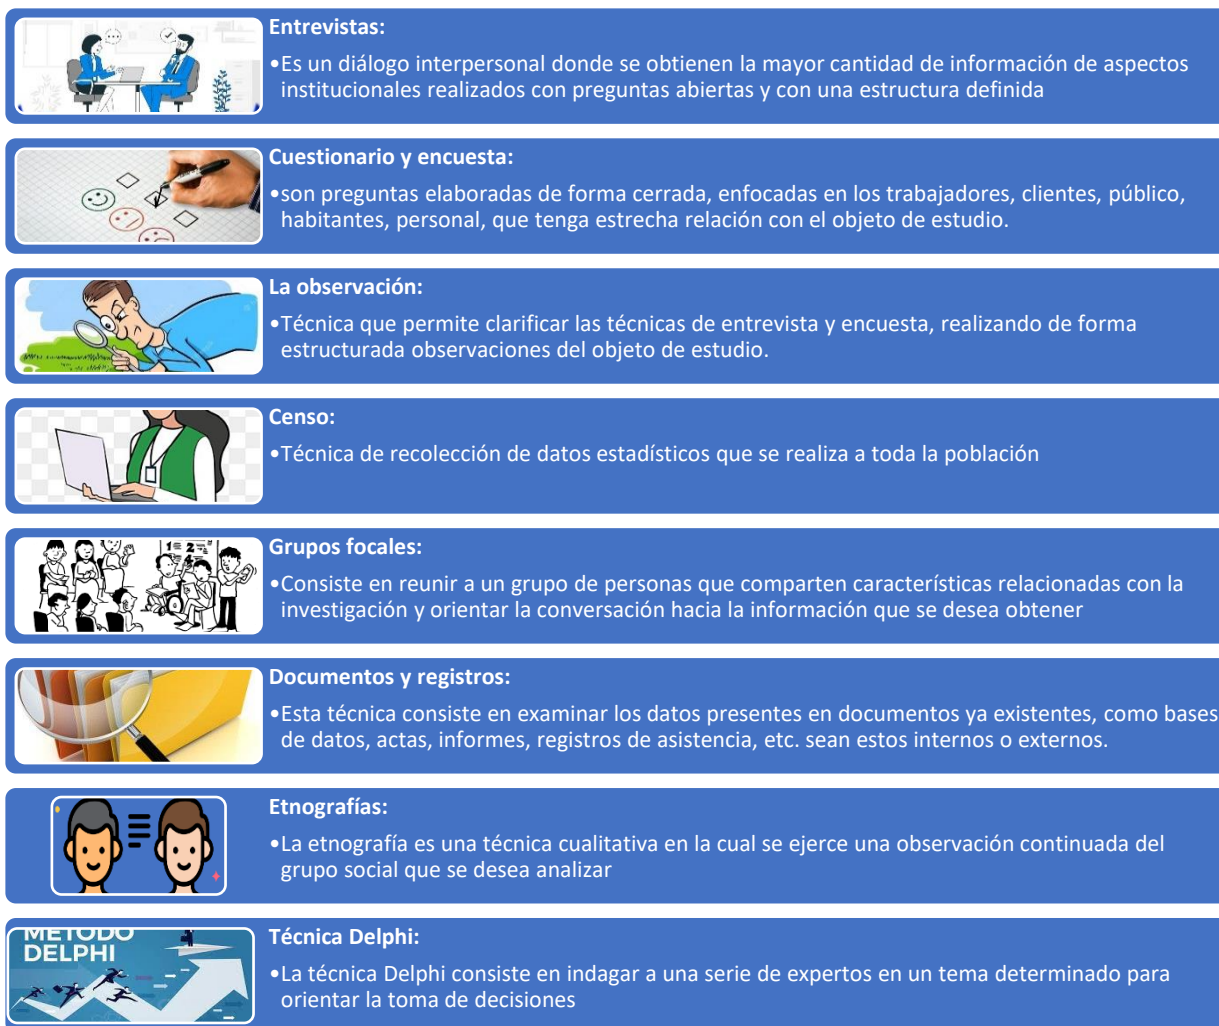 Entrevistas:
•Es un diálogo interpersonal donde se obtienen la mayor cantidad de información de aspectos
institucionales realizados con preguntas abiertas y con una estructura definida
Cuestionario y encuesta:
•son preguntas elaboradas de forma cerrada, enfocadas en los trabajadores, clientes, público,
habitantes, personal, que tenga estrecha relación con el objeto de estudio.
La observación:
•Técnica que permite clarificar las técnicas de entrevista y encuesta, realizando de forma
estructurada observaciones del objeto de estudio.
Censo:
•Técnica de recolección de datos estadísticos que se realiza a toda la población
1= 2=
Grupos focales:
•Consiste en reunir a un grupo de personas que comparten características relacionadas con la
investigación y orientar la conversación hacia la información que se desea obtener
Documentos y registros:
•Esta técnica consiste en examinar los datos presentes en documentos ya existentes, como bases
de datos, actas, informes, registros de asistencia, etc. sean estos internos o externos.
Etnografías:
•La etnografía es una técnica cualitativa en la cual se ejerce una observación continuada del
grupo social que se desea analizar
METODO
DELPHI
Técnica Delphi:
•La técnica Delphi consiste en indagar a una serie de expertos en un tema determinado para
orientar la toma de decisiones